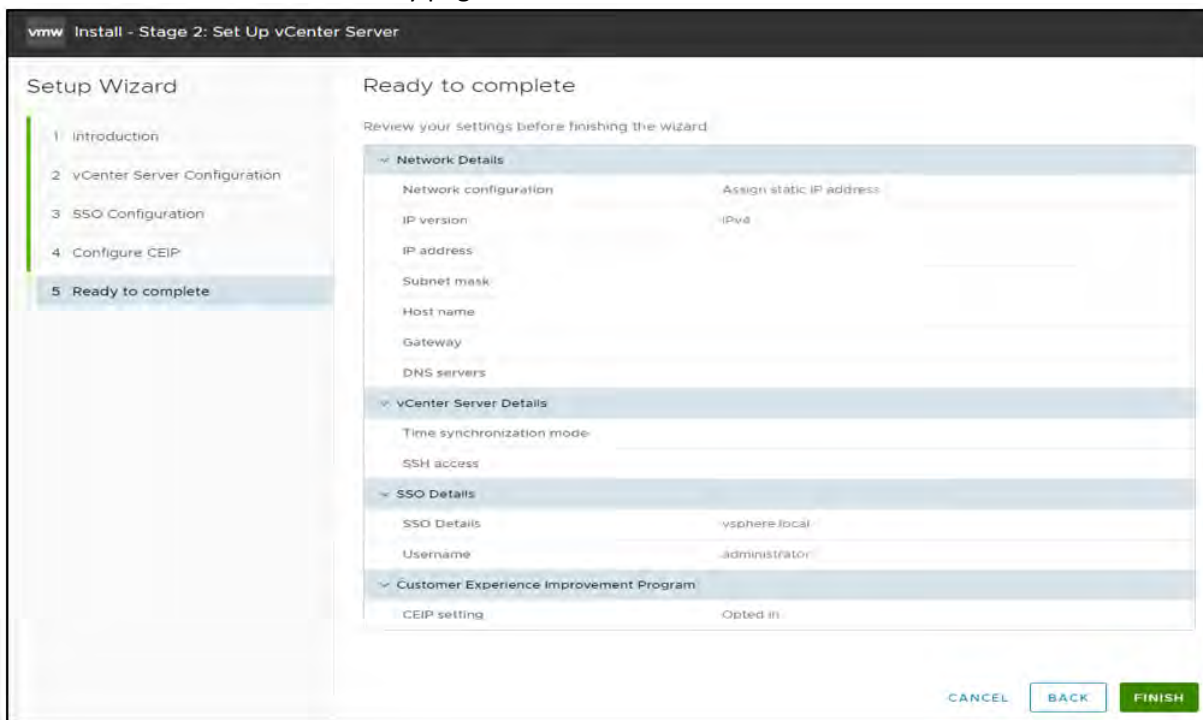 vmw Install - Stage 2: Set Up vCenter Server
Setup Wizard
1 Introduction
2 vCenter Server Configuration
3 SSO Configuration
4 Configure CEIP
5 Ready to complete
Ready to complete
Review your settings before finishing the wizard
Network Details
Network configuration Assign static IP address
IP version IPv4
IP address
Subnet mask
Host name
Gateway
DNS servers
vCenter Server Details
Time synchronization mode
SSH access
SSO Details
SSO Details vsphere.local
Username administrator
Customer Experience Improvement Program
CEIP setting Opted in
CANCEL BACK FINISH